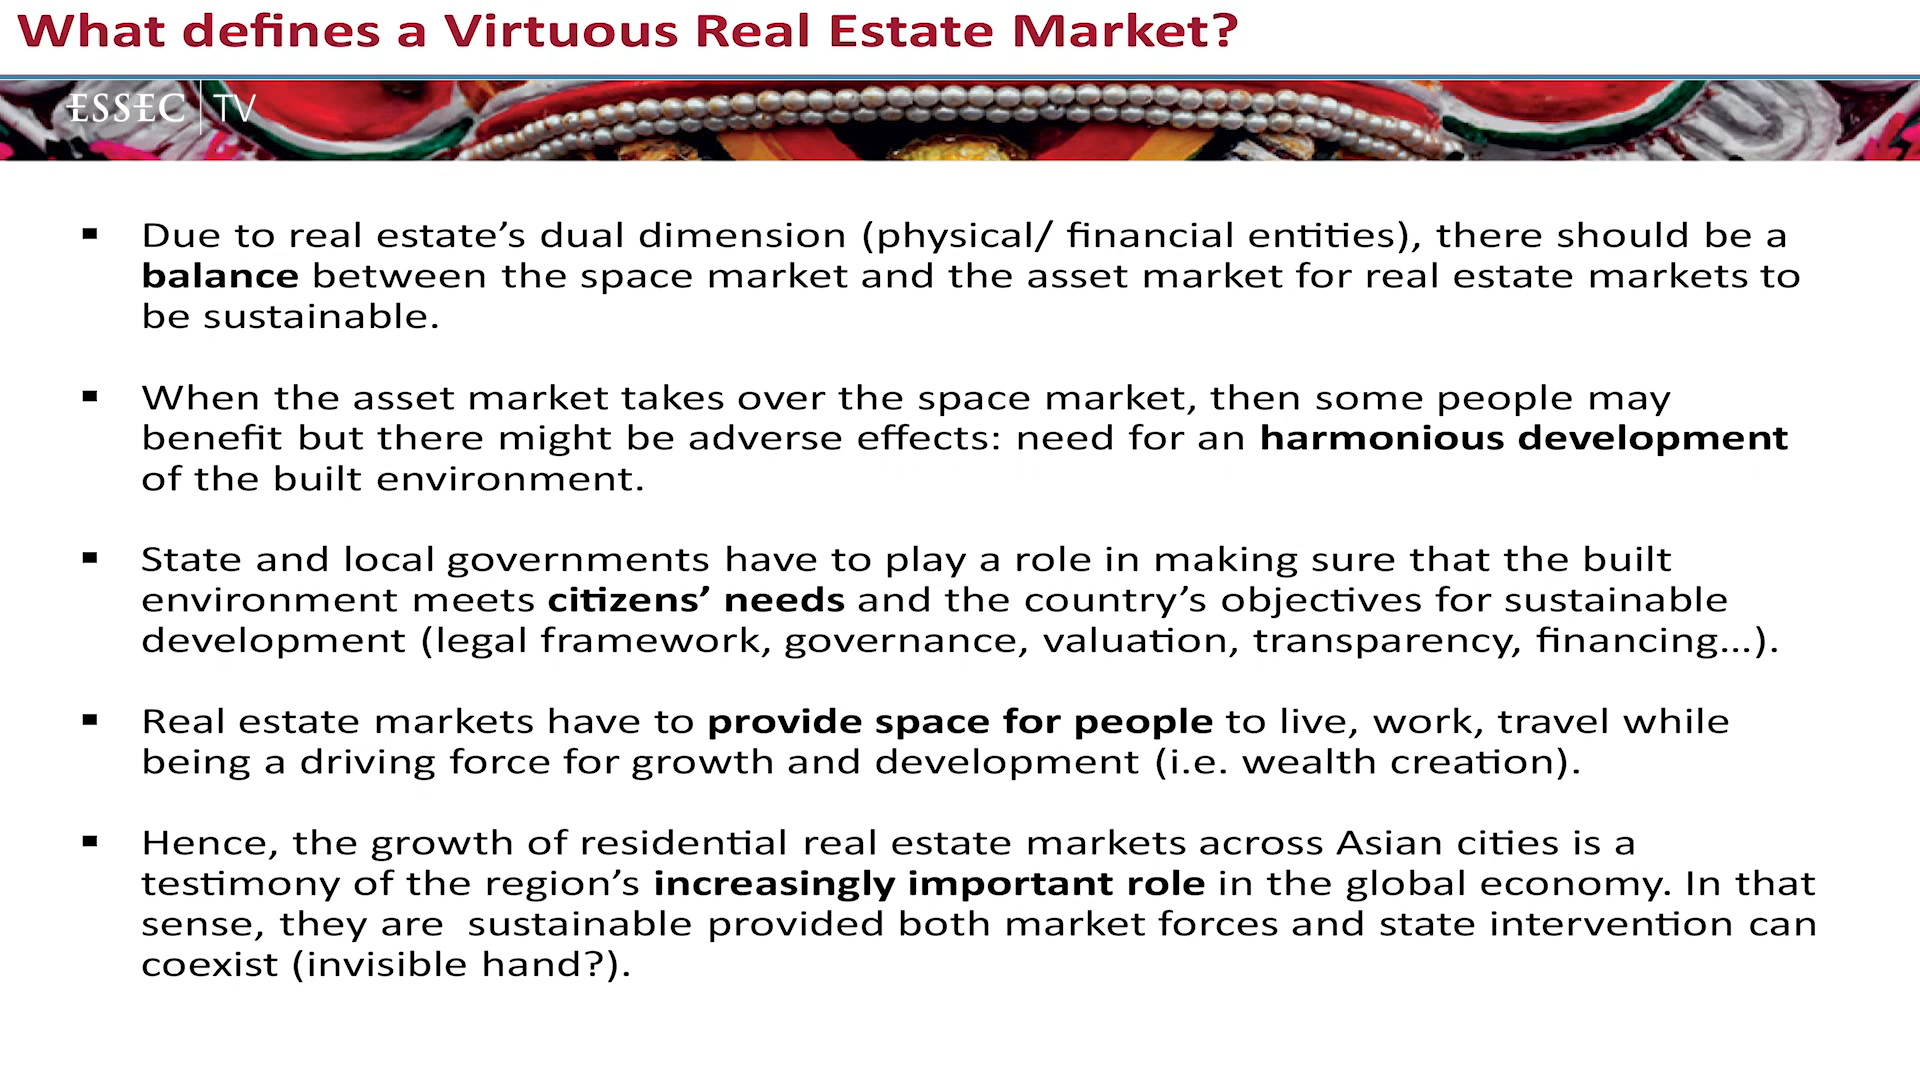 What defines a Virtuous Real Estate Market?
ESSEC | TV
▪ Due to real estate’s dual dimension (physical/ financial entities), there should be a
balance between the space market and the asset market for real estate markets to
be sustainable.
▪ When the asset market takes over the space market, then some people may
benefit but there might be adverse effects: need for an harmonious development
of the built environment.
▪ State and local governments have to play a role in making sure that the built
environment meets citizens’ needs and the country’s objectives for sustainable
development (legal framework, governance, valuation, transparency, financing…).
▪ Real estate markets have to provide space for people to live, work, travel while
being a driving force for growth and development (i.e. wealth creation).
▪ Hence, the growth of residential real estate markets across Asian cities is a
testimony of the region’s increasingly important role in the global economy. In that
sense, they are  sustainable provided both market forces and state intervention can
coexist (invisible hand?).